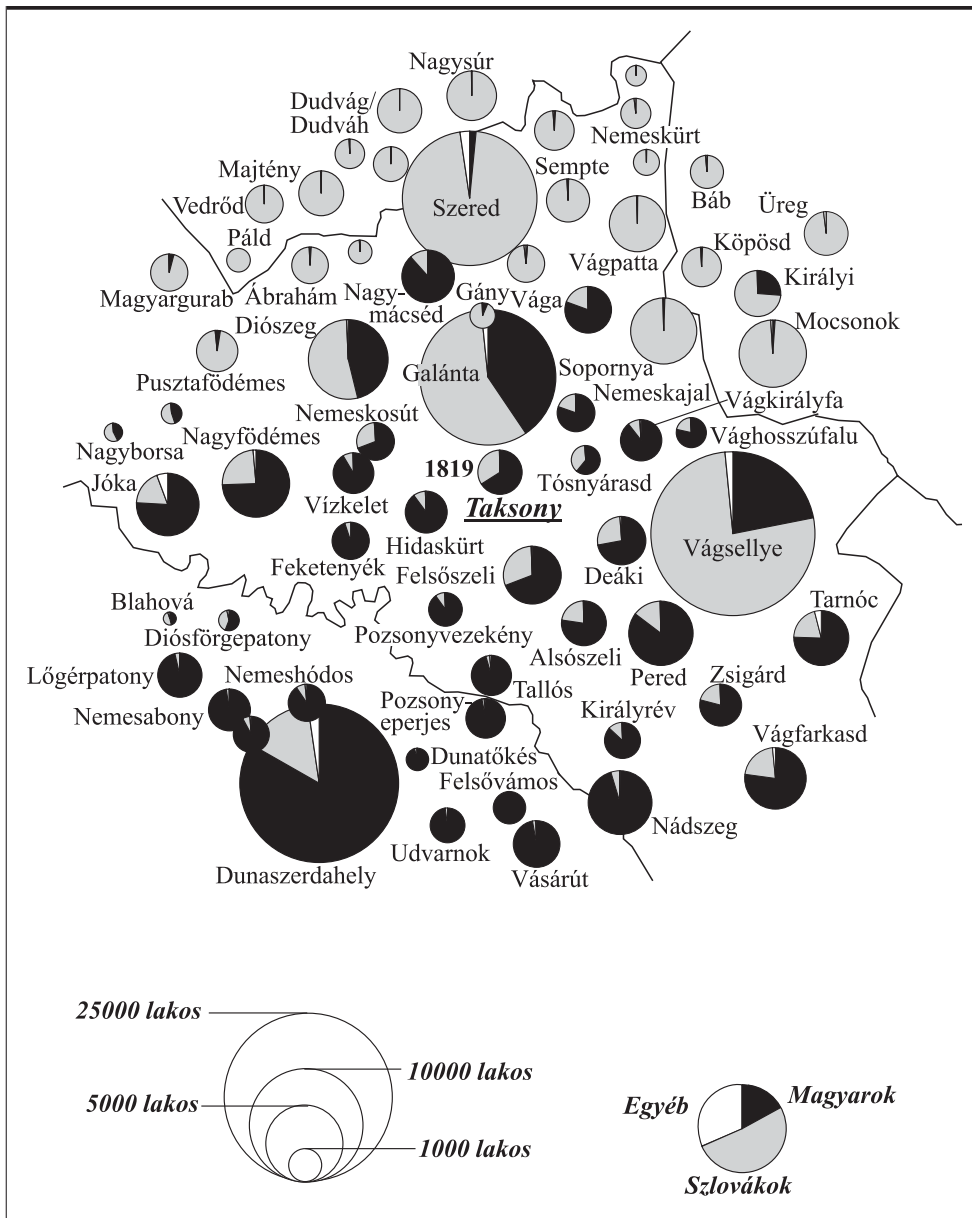 Nagysúr
Dudvág/
Dudváh
Nemeskürt
Majtény
Sempte
Báb
Vedrőd
Szered
Üreg
Páld
Köpösd
Vágpatta
Királyi
Magyargurab
Ábrahám
Nagy-
mácséd
Gány
Vága
Diószeg
Mocsonok
Galánta
Sopornya
Pusztafödémes
Nemeskajal
Vágkirályfa
Nemeskosút
Nagyborsa
Nagyfödémes
Vághosszúfalu
1819
Tósnyárasd
Jóka
Vízkelet
Taksony
Hidaskürt
Vágsellye
Feketenyék
Felsőszeli
Deáki
Blahová
Tarnóc
Diósförgepatony
Pozsonyvezekény
Alsószeli
Lőgérpatony
Nemeshódos
Tallós
Pered
Zsigárd
Nemesabony
Pozsony-
eperjes
Királyrév
Vágfarkasd
Dunatőkés
Felsővámos
Nádszeg
Udvarnok
Vásárút
Dunaszerdahely
25000 lakos
10000 lakos
5000 lakos
1000 lakos
Egyéb
Magyarok
Szlovákok